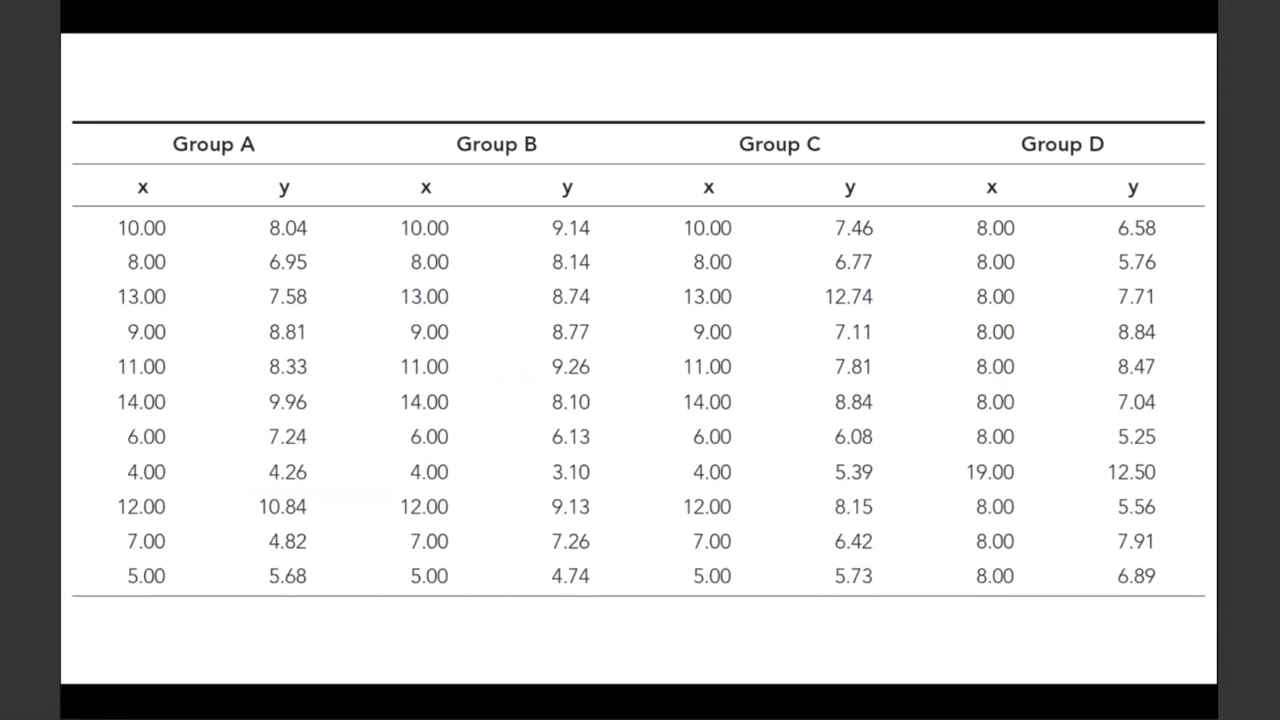 Group A Group B Group C Group D
x y x y x y x y
10.00 8.04 10.00 9.14 10.00 7.46 8.00 6.58
8.00 6.95 8.00 8.14 8.00 6.77 8.00 5.76
13.00 7.58 13.00 8.74 13.00 12.74 8.00 7.71
9.00 8.81 9.00 8.77 9.00 7.11 8.00 8.84
11.00 8.33 11.00 9.26 11.00 7.81 8.00 8.47
14.00 9.96 14.00 8.10 14.00 8.84 8.00 7.04
6.00 7.24 6.00 6.13 6.00 6.08 8.00 5.25
4.00 4.26 4.00 3.10 4.00 5.39 19.00 12.50
12.00 10.84 12.00 9.13 12.00 8.15 8.00 5.56
7.00 4.82 7.00 7.26 7.00 6.42 8.00 7.91
5.00 5.68 5.00 4.74 5.00 5.73 8.00 6.89